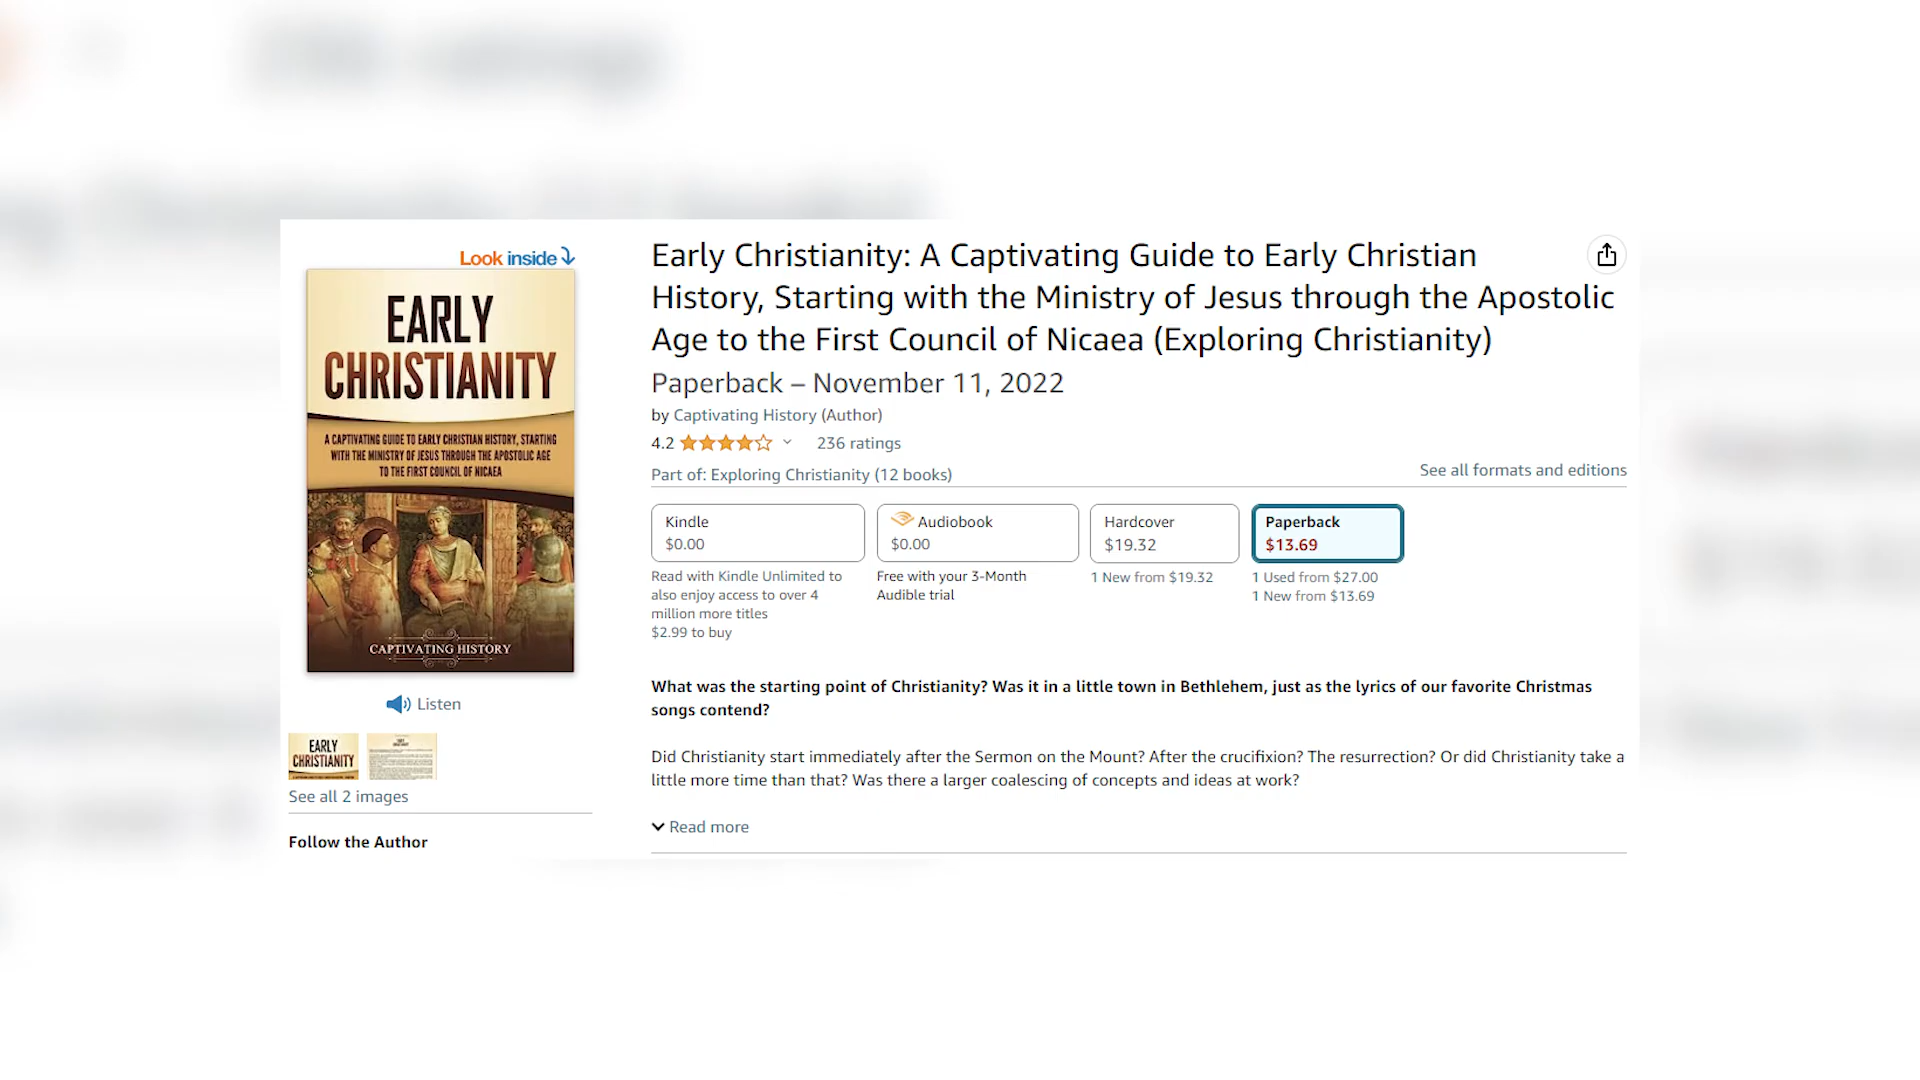 Look inside
EARLY
CHRISTIANITY
A CAPTIVATING GUIDE TO EARLY CHRISTIAN HISTORY, STARTING
WITH THE MINISTRY OF JESUS THROUGH THE APOSTOLIC AGE
TO THE FIRST COUNCIL OF NICAEA
CAPTIVATING HISTORY
Listen
EARLY
CHRISTIANITY
See all 2 images
Follow the Author
Early Christianity: A Captivating Guide to Early Christian
History, Starting with the Ministry of Jesus through the Apostolic
Age to the First Council of Nicaea (Exploring Christianity)
Paperback – November 11, 2022
by Captivating History (Author)
4.2 236 ratings
Part of: Exploring Christianity (12 books)
See all formats and editions
Kindle
$0.00
Read with Kindle Unlimited to
also enjoy access to over 4
million more titles
$2.99 to buy
Audiobook
$0.00
Free with your 3-Month
Audible trial
Hardcover
$19.32
1 New from $19.32
Paperback
$13.69
1 Used from $27.00
1 New from $13.69
What was the starting point of Christianity? Was it in a little town in Bethlehem, just as the lyrics of our favorite Christmas
songs contend?
Did Christianity start immediately after the Sermon on the Mount? After the crucifixion? The resurrection? Or did Christianity take a
little more time than that? Was there a larger coalescing of concepts and ideas at work?
Read more